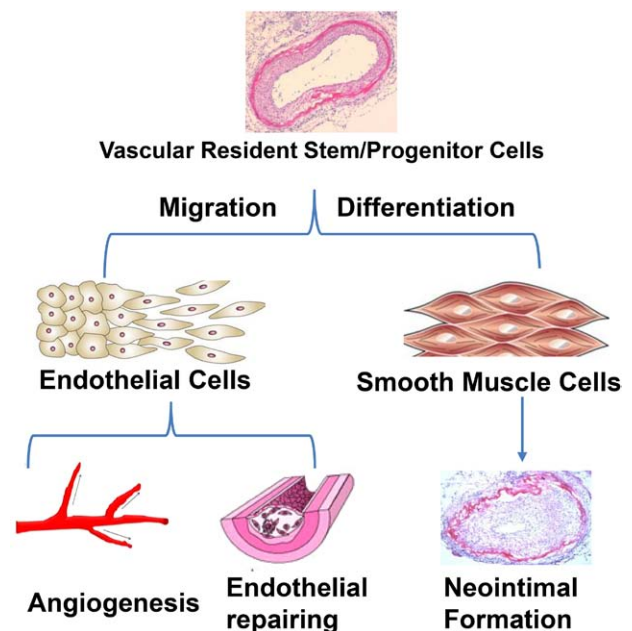 Vascular Resident Stem/Progenitor Cells
Migration Differentiation
Endothelial Cells
Smooth Muscle Cells
Angiogenesis
Endothelial
repairing
Neointimal
Formation